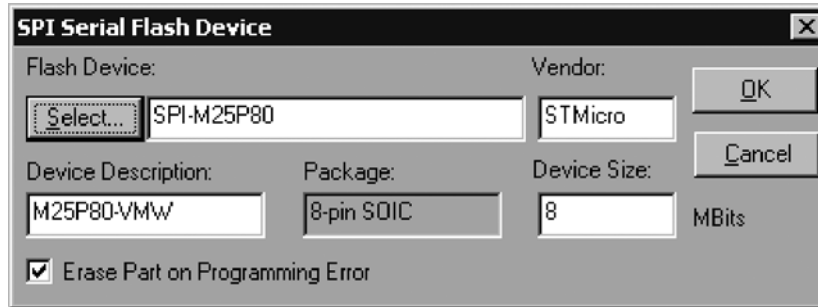 SPI Serial Flash Device
Flash Device:
Vendor:
Select...
SPI-M25P80
STMicro
OK
Cancel
Device Description:
Package:
Device Size:
M25P80-VMW
8-pin SOIC
8
MBits
Erase Part on Programming Error